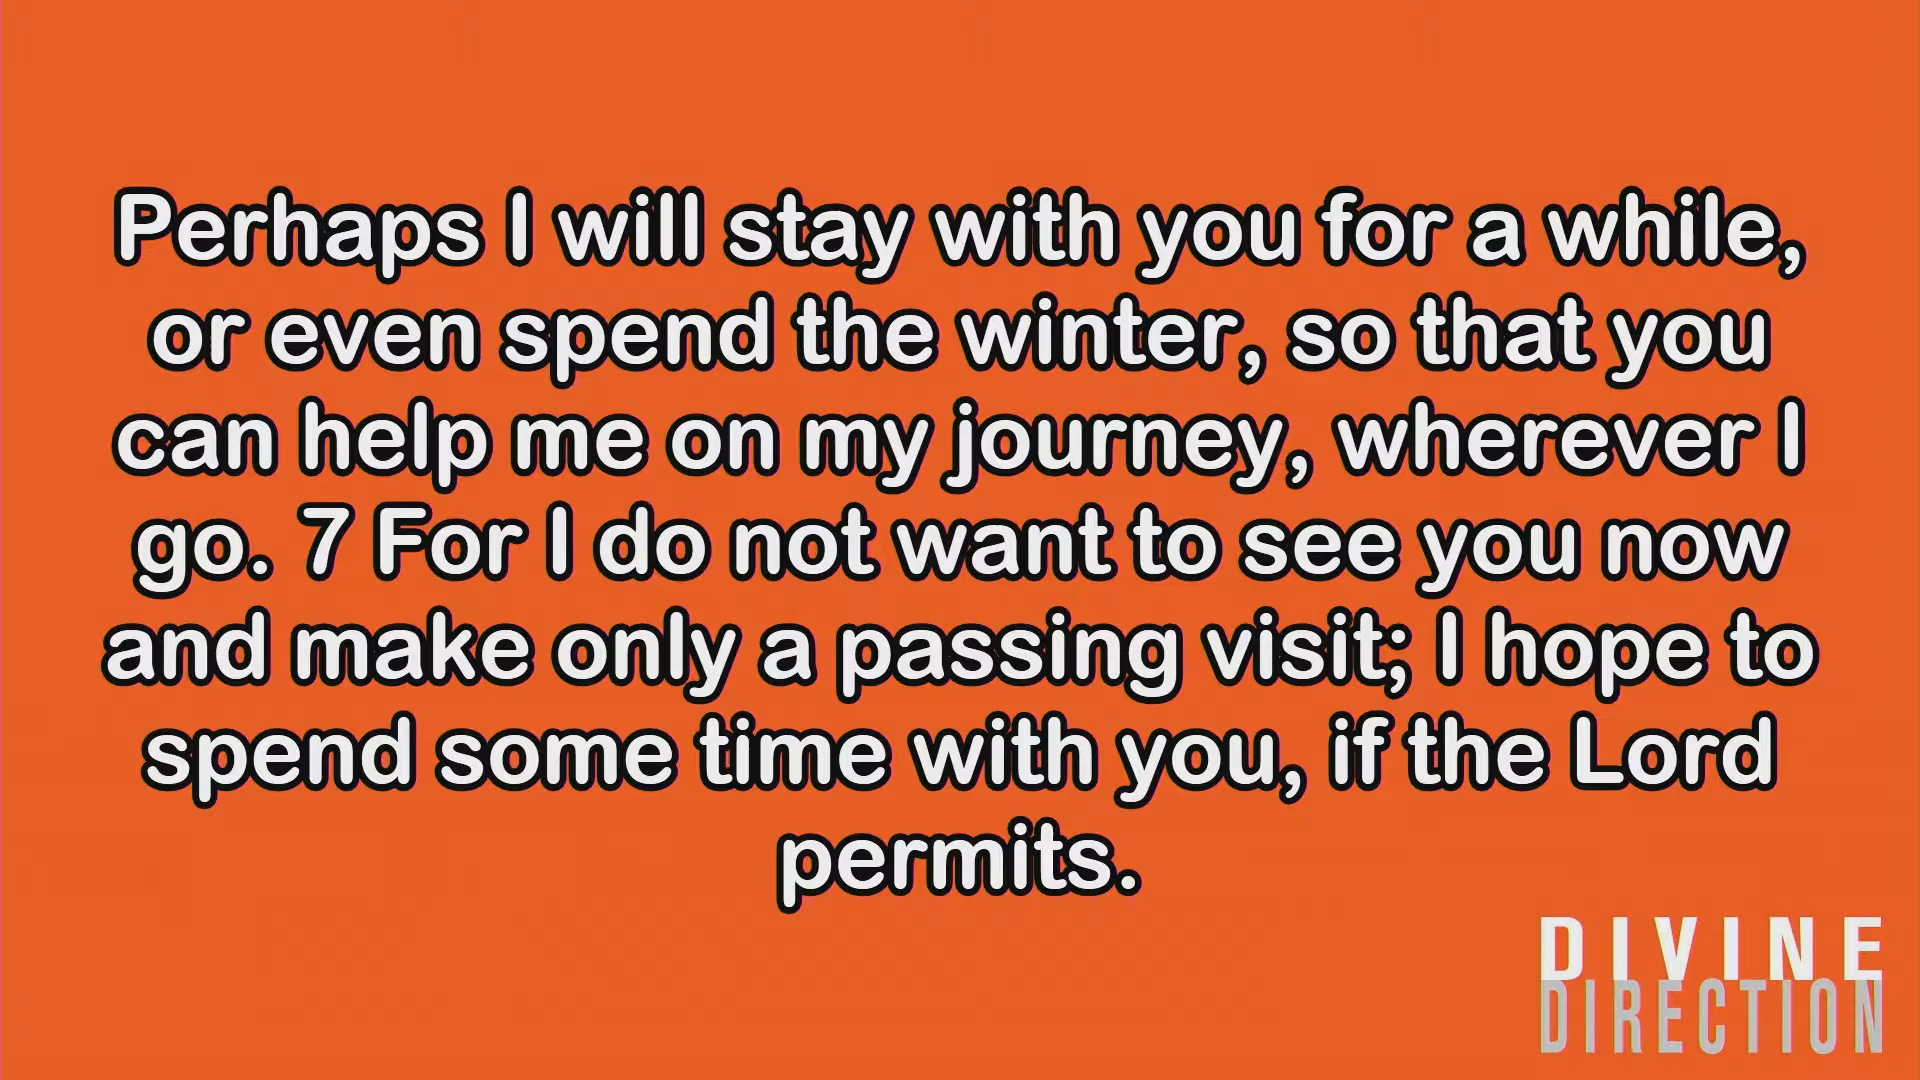 Perhaps I will stay with you for a while,
or even spend the winter, so that you
can help me on my journey, wherever I
go. 7 For I do not want to see you now
and make only a passing visit; I hope to
spend some time with you, if the Lord
permits.
DIVINE
DIRECTION